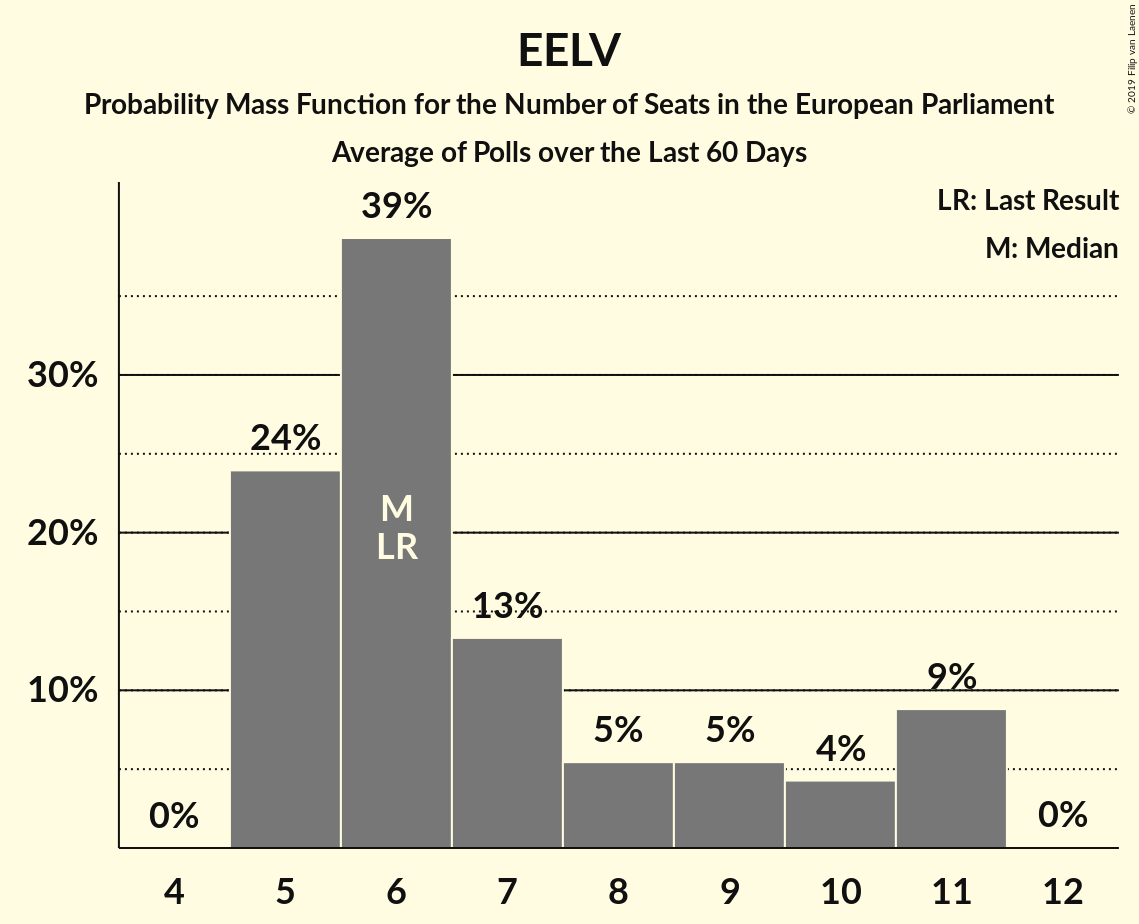 EELV
Probability Mass Function for the Number of Seats in the European Parliament
Average of Polls over the Last 60 Days
© 2019 Filip van Laenen
LR: Last Result
M: Median
39%
30%
24%
M
20%
LR
13%
10%
9%
5%
5%
4%
0%
0%
4 5 6 7 8 9 10 11 12